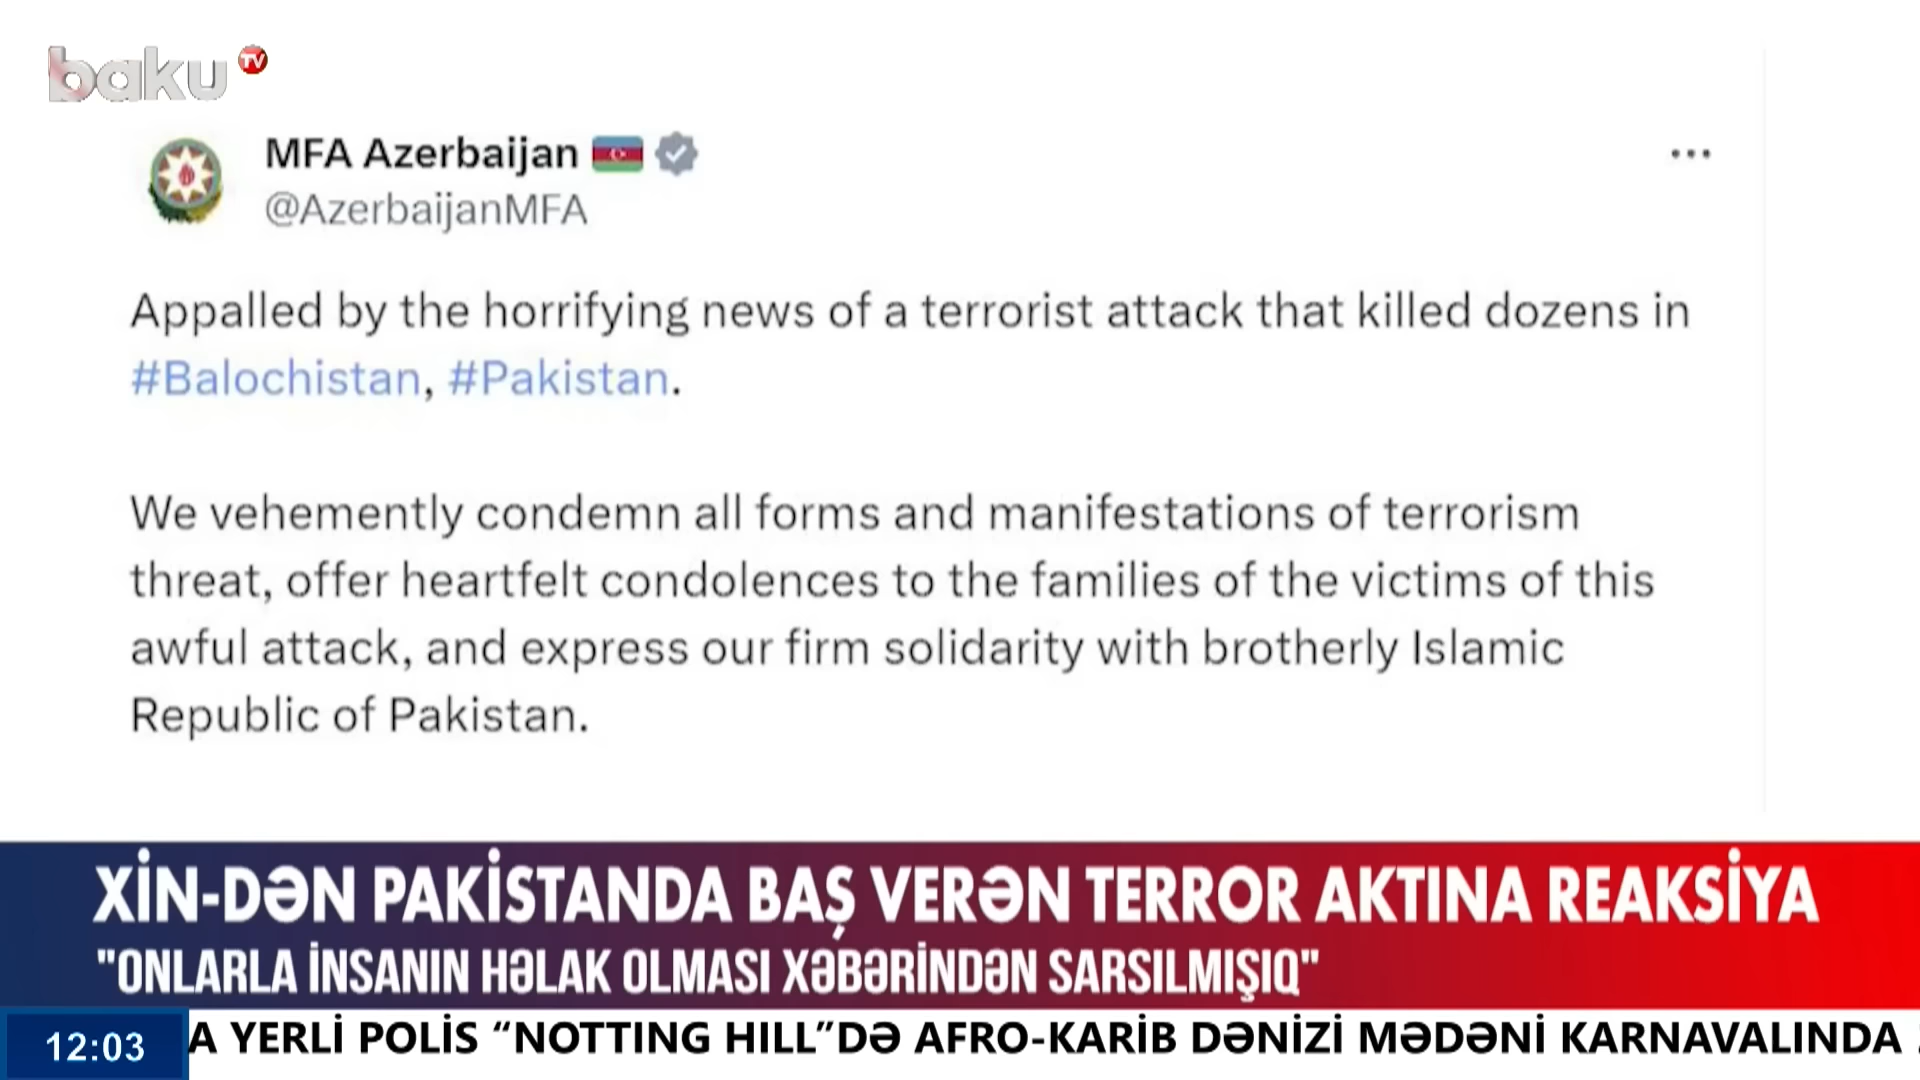 baku TV
MFA Azerbaijan
@AzerbaijanMFA
Appalled by the horrifying news of a terrorist attack that killed dozens in
#Balochistan, #Pakistan.
We vehemently condemn all forms and manifestations of terrorism
threat, offer heartfelt condolences to the families of the victims of this
awful attack, and express our firm solidarity with brotherly Islamic
Republic of Pakistan.
XİN-DƏN PAKİSTANDA BAŞ VERƏN TERROR AKTINA REAKSİYA
"ONLARLA İNSANIN HƏLAK OLMASI XƏBƏRİNDƏN SARSILMIŞIQ"
12:03 A YERLİ POLİS “NOTTING HILL”DƏ AFRO-KARİB DƏNİZİ MƏDƏNİ KARNAVALINDA